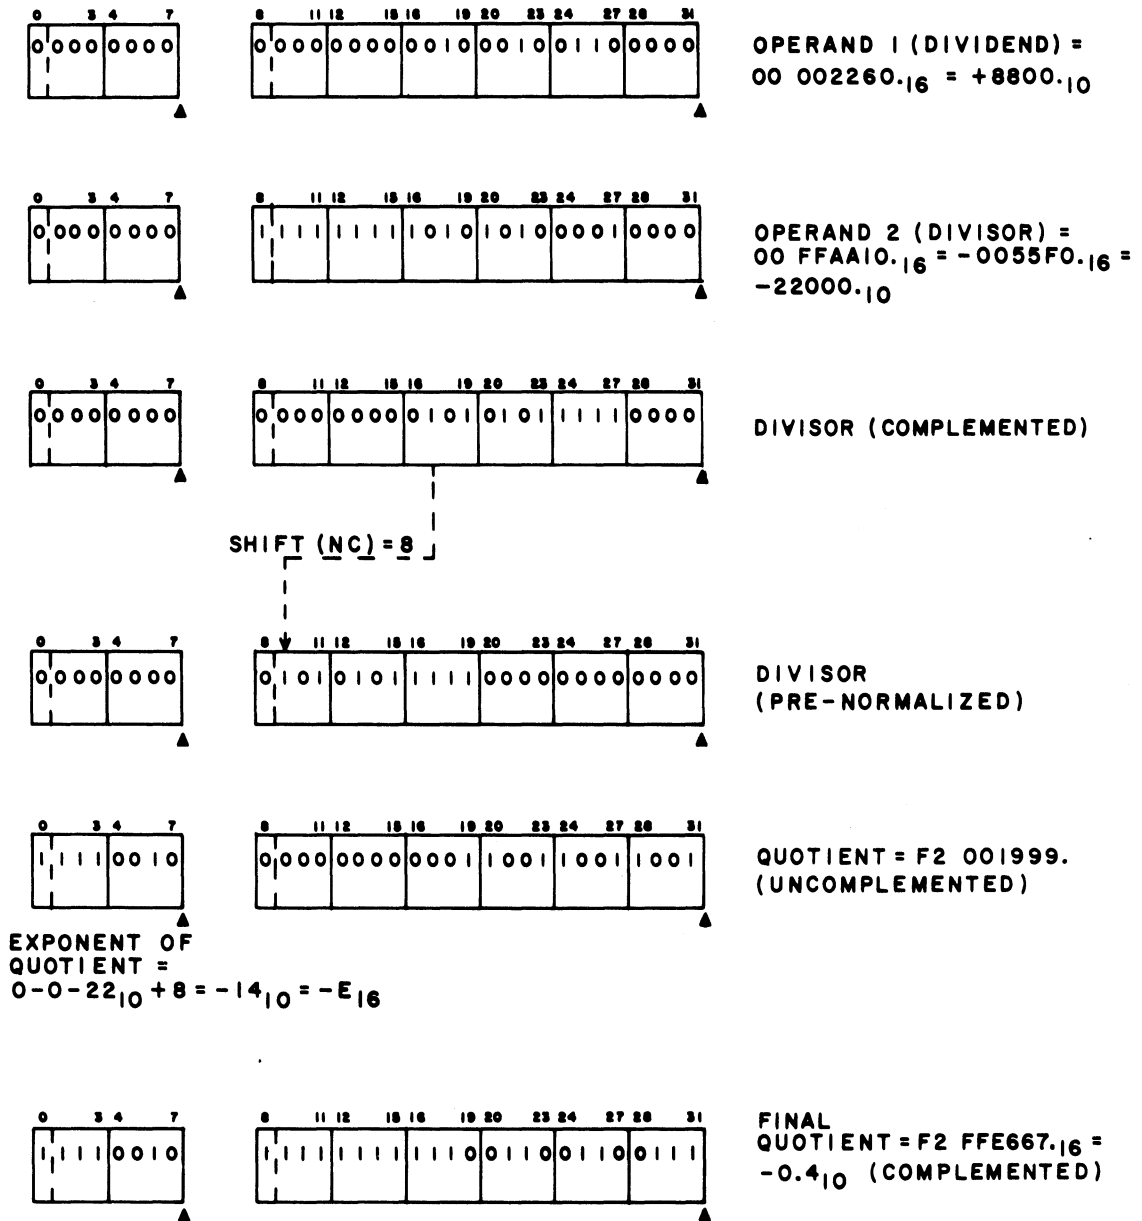 0 3 4 7 8 11 12 15 16 19 20 23 24 27 28 31
0 000 0000 0 000 0000 0010 0010 0110 0000
OPERAND 1 (DIVIDEND) =
00 002260.16 = +8800.10
0 3 4 7 8 11 12 15 16 19 20 23 24 27 28 31
0 000 0000 1 111 1111 1010 1010 0001 0000
OPERAND 2 (DIVISOR) =
00 FFAA10.16 = -0055F0.16 =
-22000.10
0 3 4 7 8 11 12 15 16 19 20 23 24 27 28 31
0 000 0000 0 000 0000 0101 0101 1111 0000
DIVISOR (COMPLEMENTED)
SHIFT (NC) = 8
0 3 4 7 8 11 12 15 16 19 20 23 24 27 28 31
0 000 0000 0 101 0101 1111 0000 0000 0000
DIVISOR
(PRE-NORMALIZED)
0 3 4 7 8 11 12 15 16 19 20 23 24 27 28 31
1 111 0010 0 000 0000 0001 1001 1001 1001
QUOTIENT = F2 001999.
(UNCOMPLEMENTED)
EXPONENT OF
QUOTIENT =
0-0-2210 + 8 = -1410 = -E16
0 3 4 7 8 11 12 15 16 19 20 23 24 27 28 31
1 111 0010 1 111 1111 1110 0110 0110 0111
FINAL
QUOTIENT = F2 FFE667.16 =
-0.410 (COMPLEMENTED)